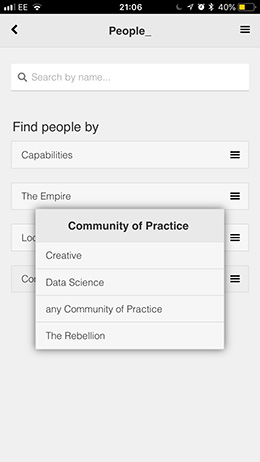 EE 21:06 40%
People_
Search by name...
Find people by
Capabilities
The Empire
Loc
Con
Community of Practice
Creative
Data Science
any Community of Practice
The Rebellion